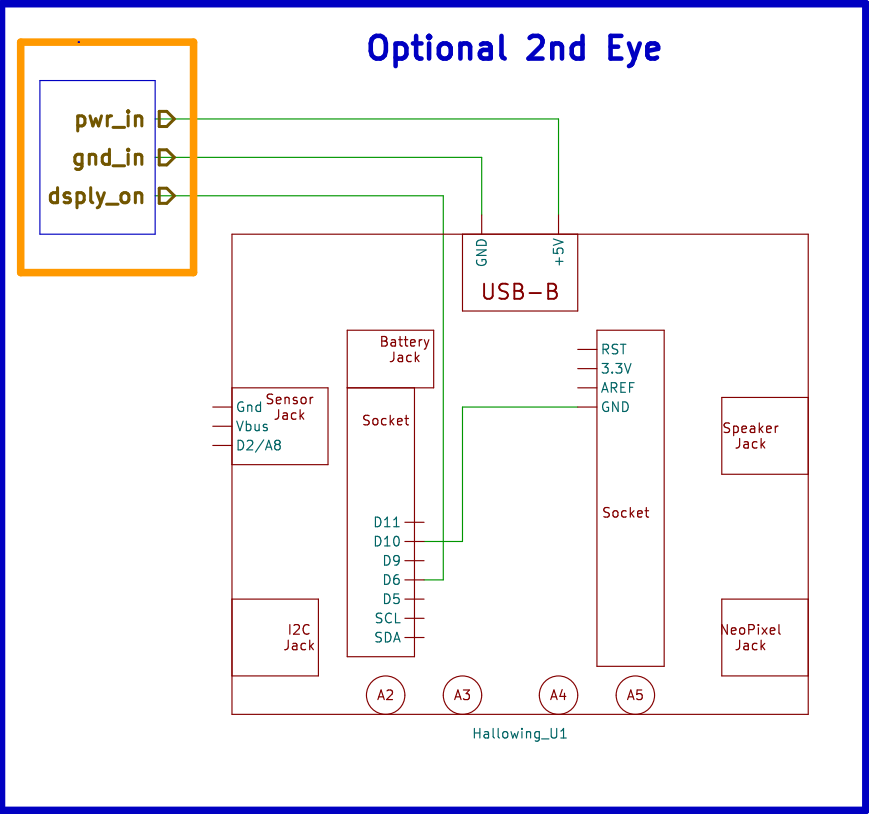 Optional 2nd Eye
pwr_in
gnd_in
dsply_on
GND
+5V
USB-B
Battery
Jack
RST
3.3V
AREF
GND
Sensor
Jack
Gnd
Vbus
D2/A8
Socket
Speaker
Jack
Socket
D11
D10
D9
D6
D5
SCL
SDA
I2C
Jack
NeoPixel
Jack
A2
A3
A4
A5
Hallowing_U1